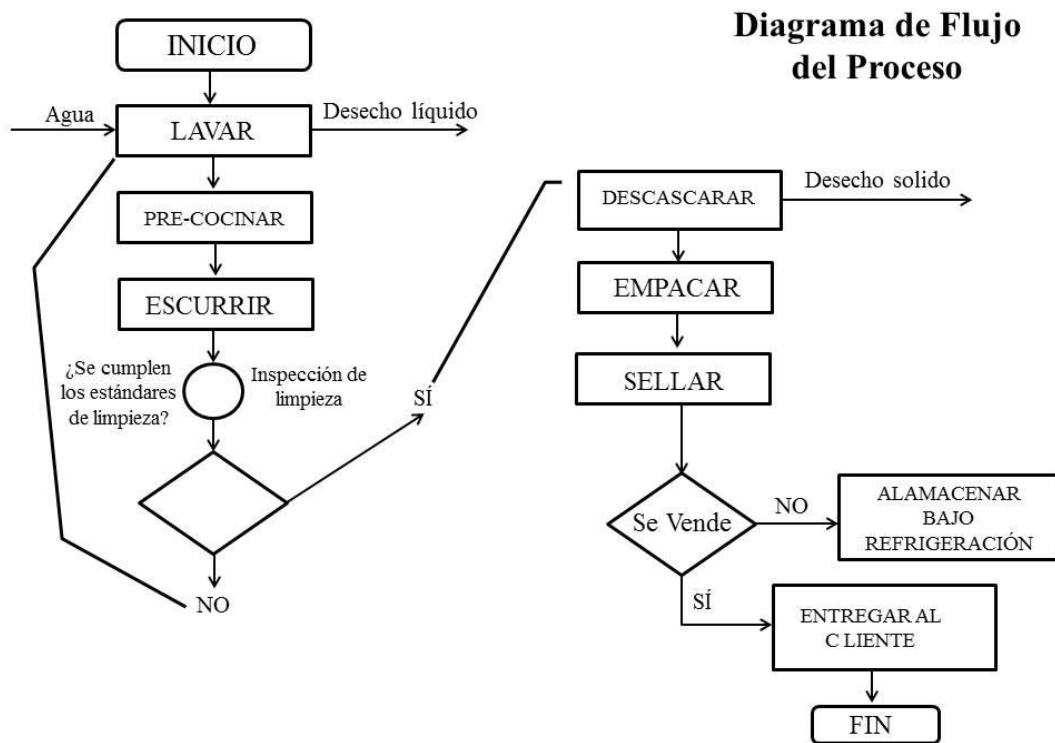 Diagrama de Flujo
del Proceso
INICIO
Agua
LAVAR
Desecho líquido
PRE-COCINAR
ESCURRIR
¿Se cumplen
los estándares
de limpieza?
Inspección de
limpieza
SÍ
NO
DESCASCARAR
Desecho solido
EMPACAR
SELLAR
Se Vende
NO
ALAMACENAR
BAJO
REFRIGERACIÓN
SÍ
ENTREGAR AL
C LIENTE
FIN